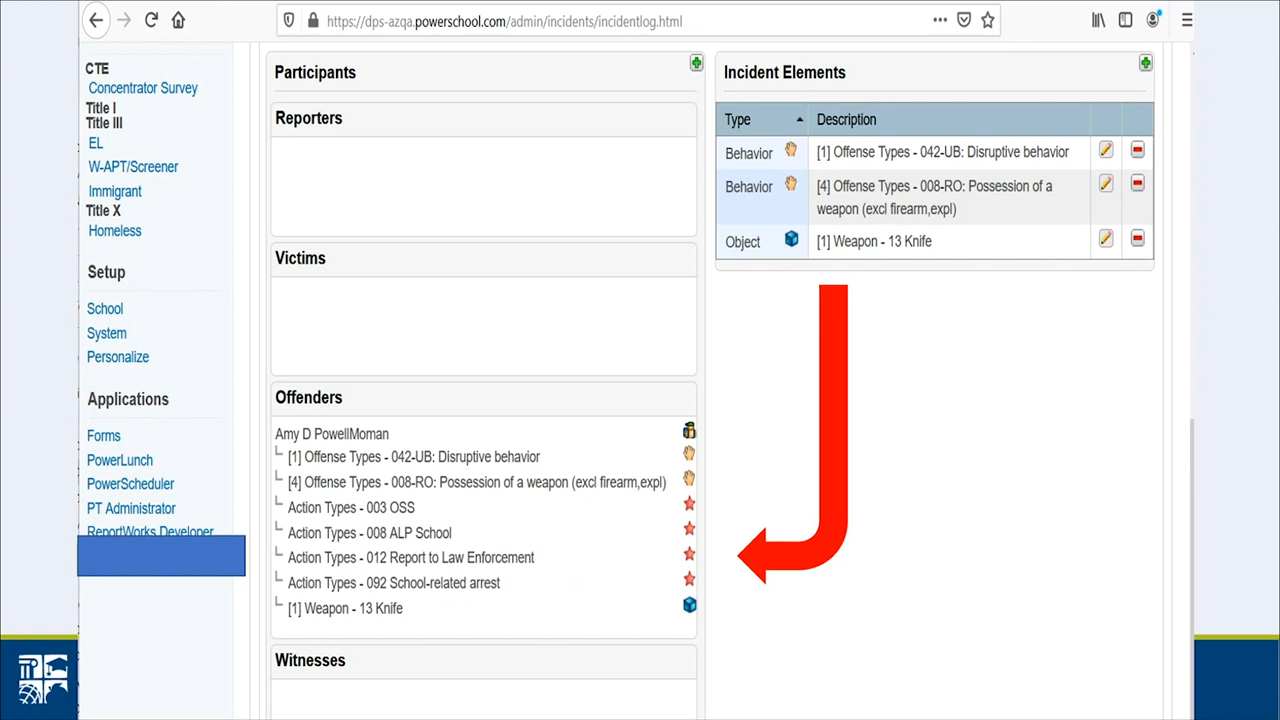 https://dps-azqa.powerschool.com/admin/incidents/incidentlog.html
CTE
Concentrator Survey
Title I
Title III
EL
W-APT/Screener
Immigrant
Title X
Homeless
Setup
School
System
Personalize
Applications
Forms
PowerLunch
PowerScheduler
PT Administrator
ReportWorks Developer
Participants
Reporters
Victims
Offenders
Amy D PowellMoman
[1] Offense Types - 042-UB: Disruptive behavior
[4] Offense Types - 008-RO: Possession of a weapon (excl firearm,expl)
Action Types - 003 OSS
Action Types - 008 ALP School
Action Types - 012 Report to Law Enforcement
Action Types - 092 School-related arrest
[1] Weapon - 13 Knife
Witnesses
Incident Elements
Type Description
Behavior [1] Offense Types - 042-UB: Disruptive behavior
Behavior [4] Offense Types - 008-RO: Possession of a
weapon (excl firearm,expl)
Object [1] Weapon - 13 Knife